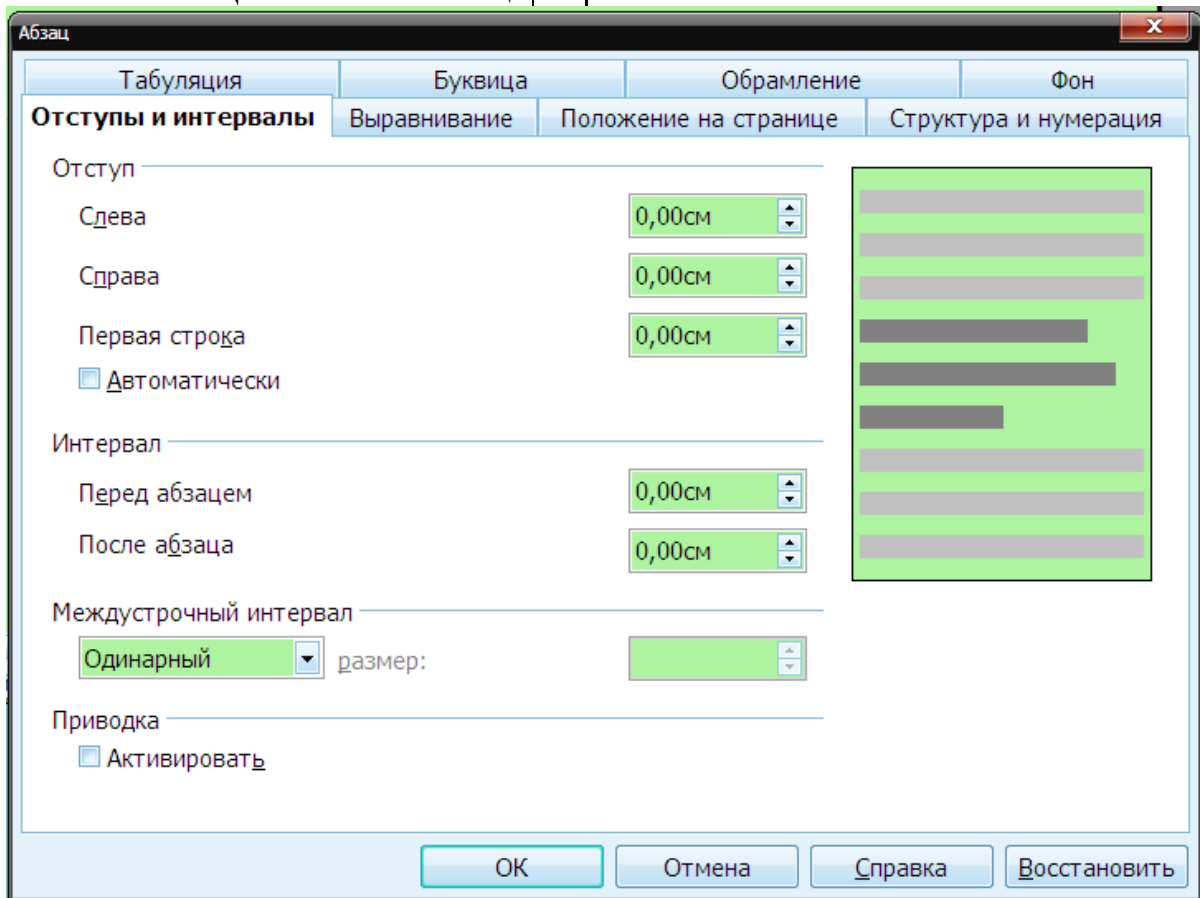 Абзац
x
Табуляция Буквица Обрамление Фон
Отступы и интервалы Выравнивание Положение на странице Структура и нумерация
Отступ
Слева 0,00см
Справа 0,00см
Первая строка 0,00см
Автоматически
Интервал
Перед абзацем 0,00см
После абзаца 0,00см
Междустрочный интервал
Одинарный размер:
Приводка
Активировать
ОК Отмена Справка Восстановить